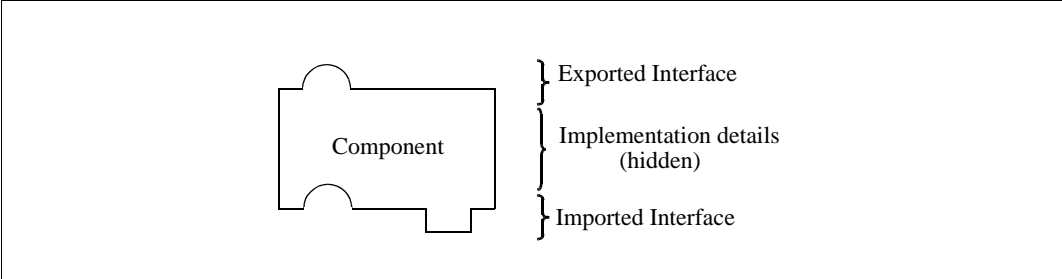 Exported Interface
Component
Implementation details
(hidden)
Imported Interface